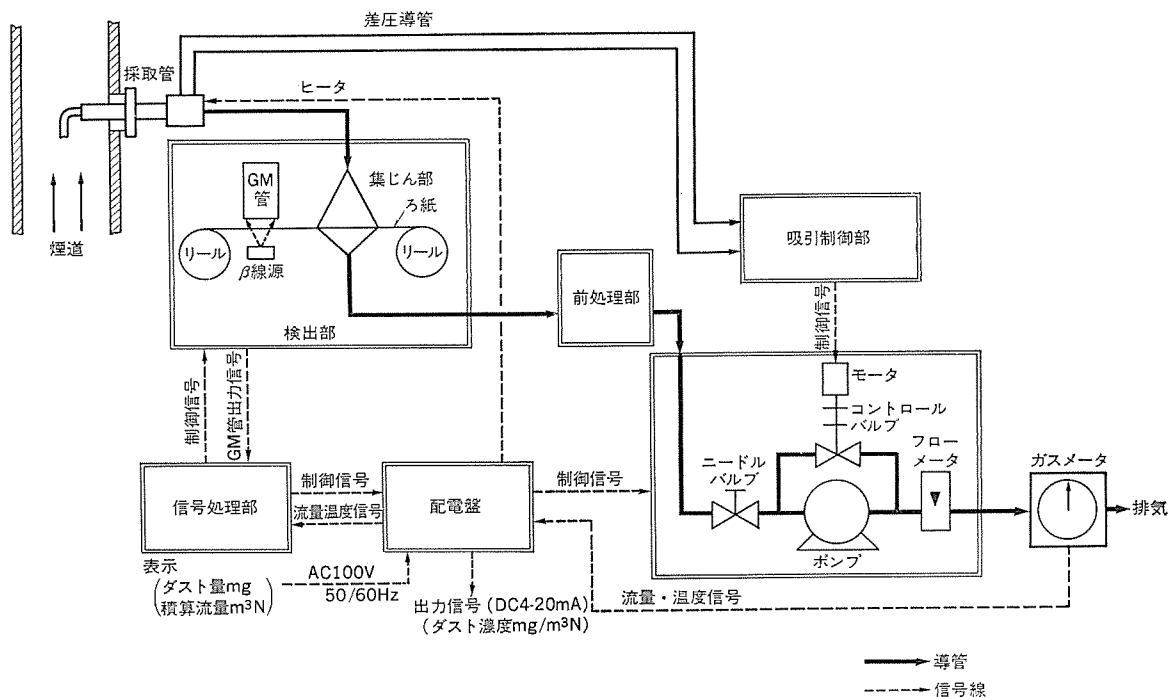 差圧導管
採取管
ヒータ
GM
管
集じん部
ろ紙
リール
リール
β線源
煙道
検出部
前処理部
吸引制御部
制御信号
モータ
コントロール
バルブ
フロー
メータ
ニードル
バルブ
ポンプ
ガスメータ
排気
制御信号
GM管出力信号
信号処理部
制御信号
流量温度信号
配電盤
制御信号
表示
(ダスト量mg
積算流量m³N)
AC100V
50/60Hz
出力信号(DC4-20mA)
(ダスト濃度mg/m³N)
流量・温度信号
導管
信号線